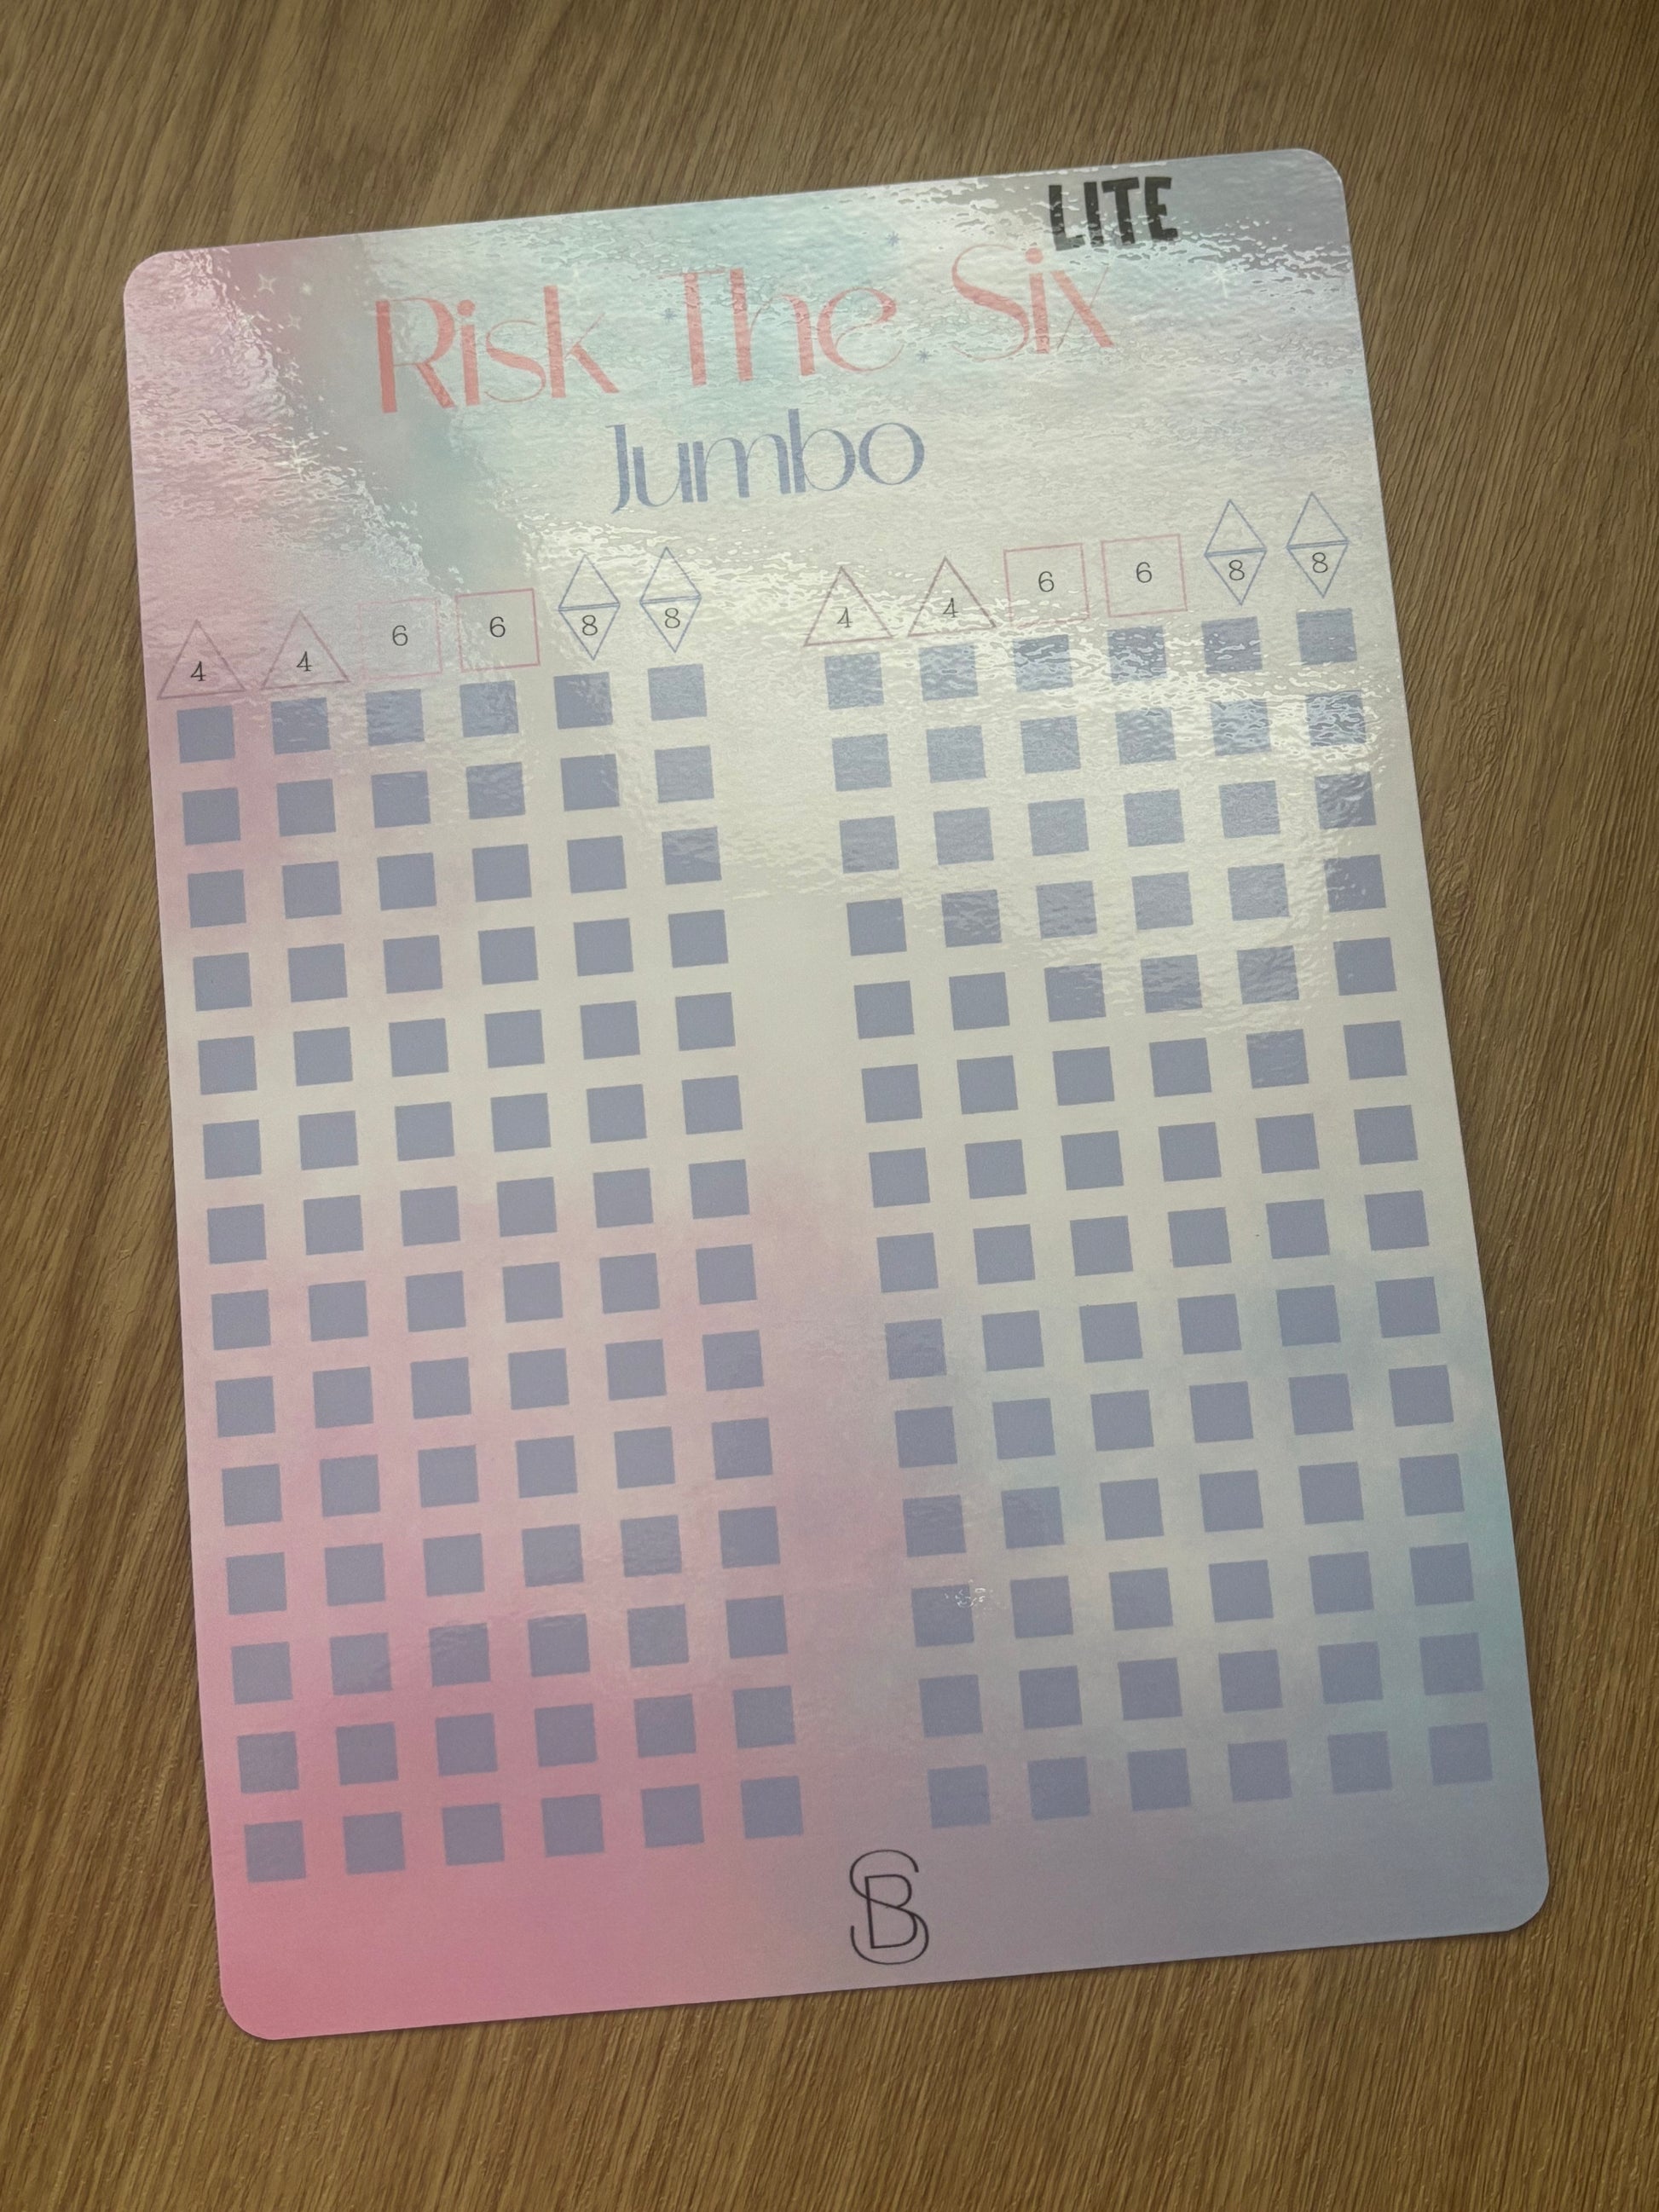 LITE
Risk The Six
Jumbo
4 4 6 6 8 8 4 4 6 6 8 8
SB